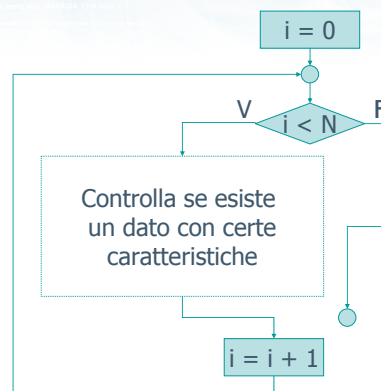 i = 0
V
F
i < N
Controlla se esiste
un dato con certe
caratteristiche
i = i + 1